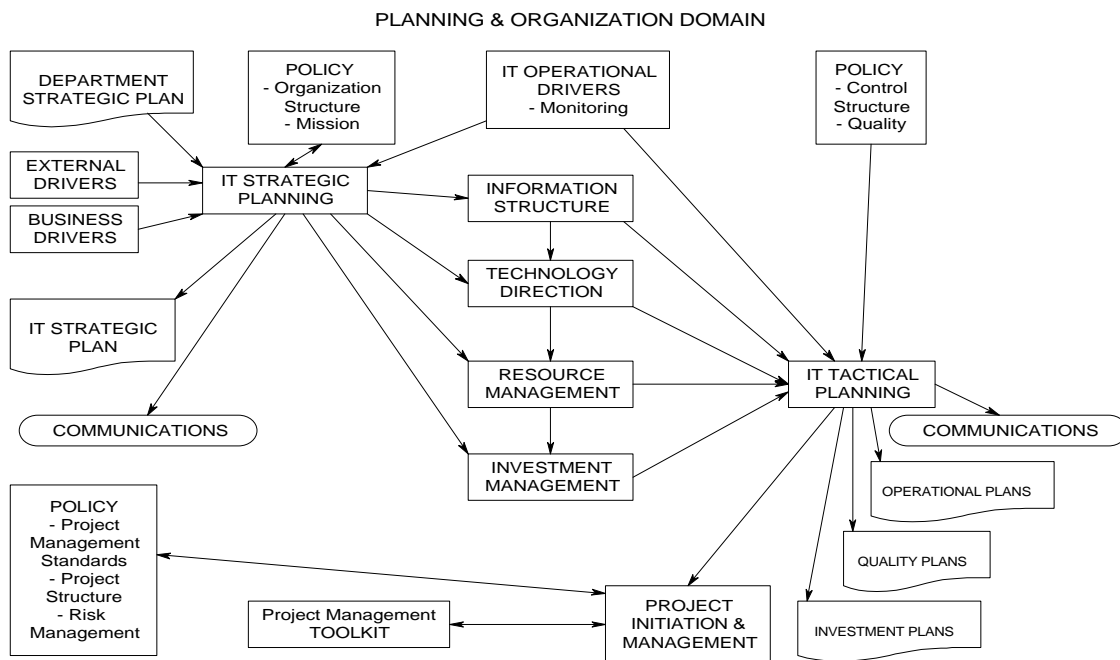 PLANNING & ORGANIZATION DOMAIN
DEPARTMENT
STRATEGIC PLAN
POLICY
- Organization
Structure
- Mission
IT OPERATIONAL
DRIVERS
- Monitoring
POLICY
- Control
Structure
- Quality
EXTERNAL
DRIVERS
BUSINESS
DRIVERS
IT STRATEGIC
PLANNING
INFORMATION
STRUCTURE
TECHNOLOGY
DIRECTION
IT STRATEGIC
PLAN
RESOURCE
MANAGEMENT
IT TACTICAL
PLANNING
COMMUNICATIONS
COMMUNICATIONS
INVESTMENT
MANAGEMENT
OPERATIONAL PLANS
QUALITY PLANS
INVESTMENT PLANS
POLICY
- Project
Management
Standards
- Project
Structure
- Risk
Management
Project Management
TOOLKIT
PROJECT
INITIATION &
MANAGEMENT